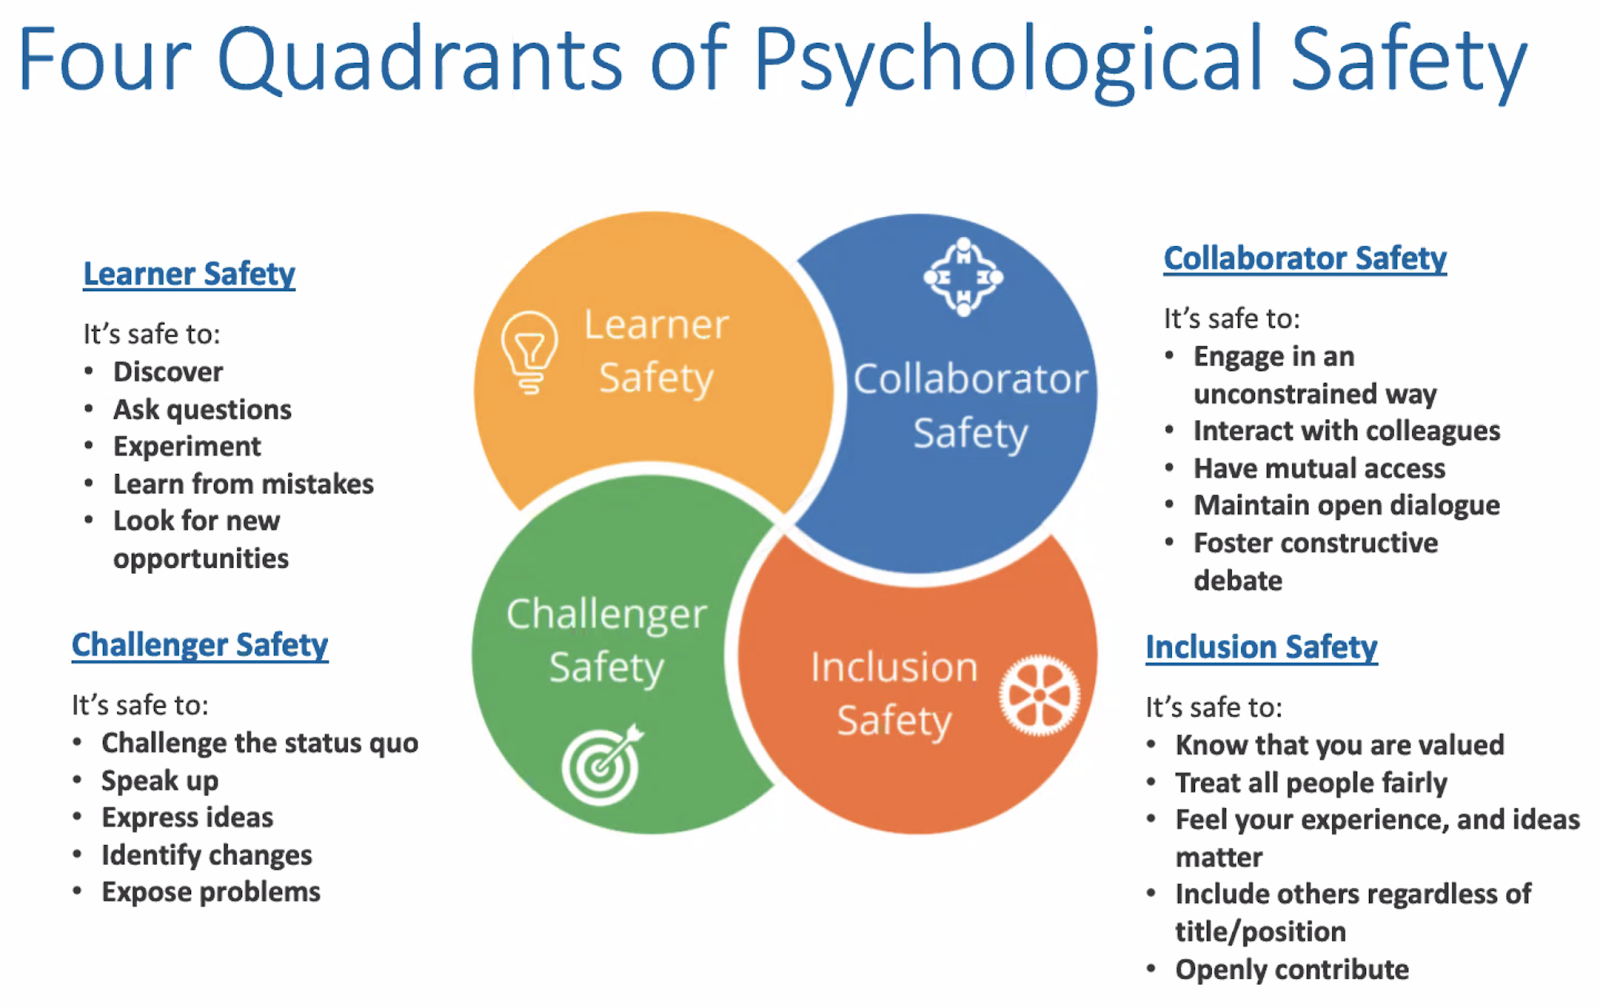 Four Quadrants of Psychological Safety
Learner Safety
It’s safe to:
• Discover
• Ask questions
• Experiment
• Learn from mistakes
• Look for new
opportunities
Challenger Safety
It’s safe to:
• Challenge the status quo
• Speak up
• Express ideas
• Identify changes
• Expose problems
Learner
Safety
Collaborator
Safety
Challenger
Safety
Inclusion
Safety
Collaborator Safety
It’s safe to:
• Engage in an
unconstrained way
• Interact with colleagues
• Have mutual access
• Maintain open dialogue
• Foster constructive
debate
Inclusion Safety
It’s safe to:
• Know that you are valued
• Treat all people fairly
• Feel your experience, and ideas
matter
• Include others regardless of
title/position
• Openly contribute